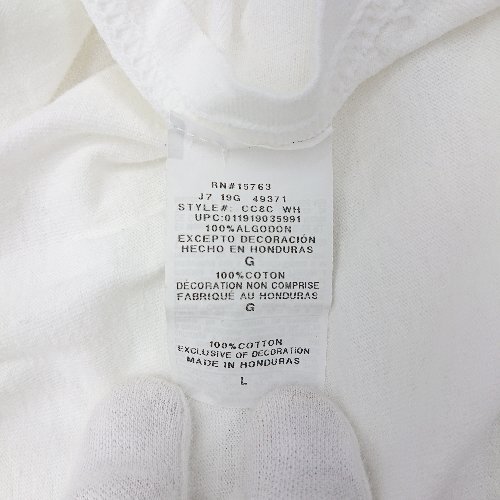 RN#15763
J7 19G 49371
STYLE#: CC8C WH
UPC:011919035991
100%ALGODON
EXCEPTO DECORACIÓN
HECHO EN HONDURAS
G
100%COTON
DÉCORATION NON COMPRISE
FABRIQUÉ AU HONDURAS
G
100%COTTON
EXCLUSIVE OF DECORATION
MADE IN HONDURAS
L